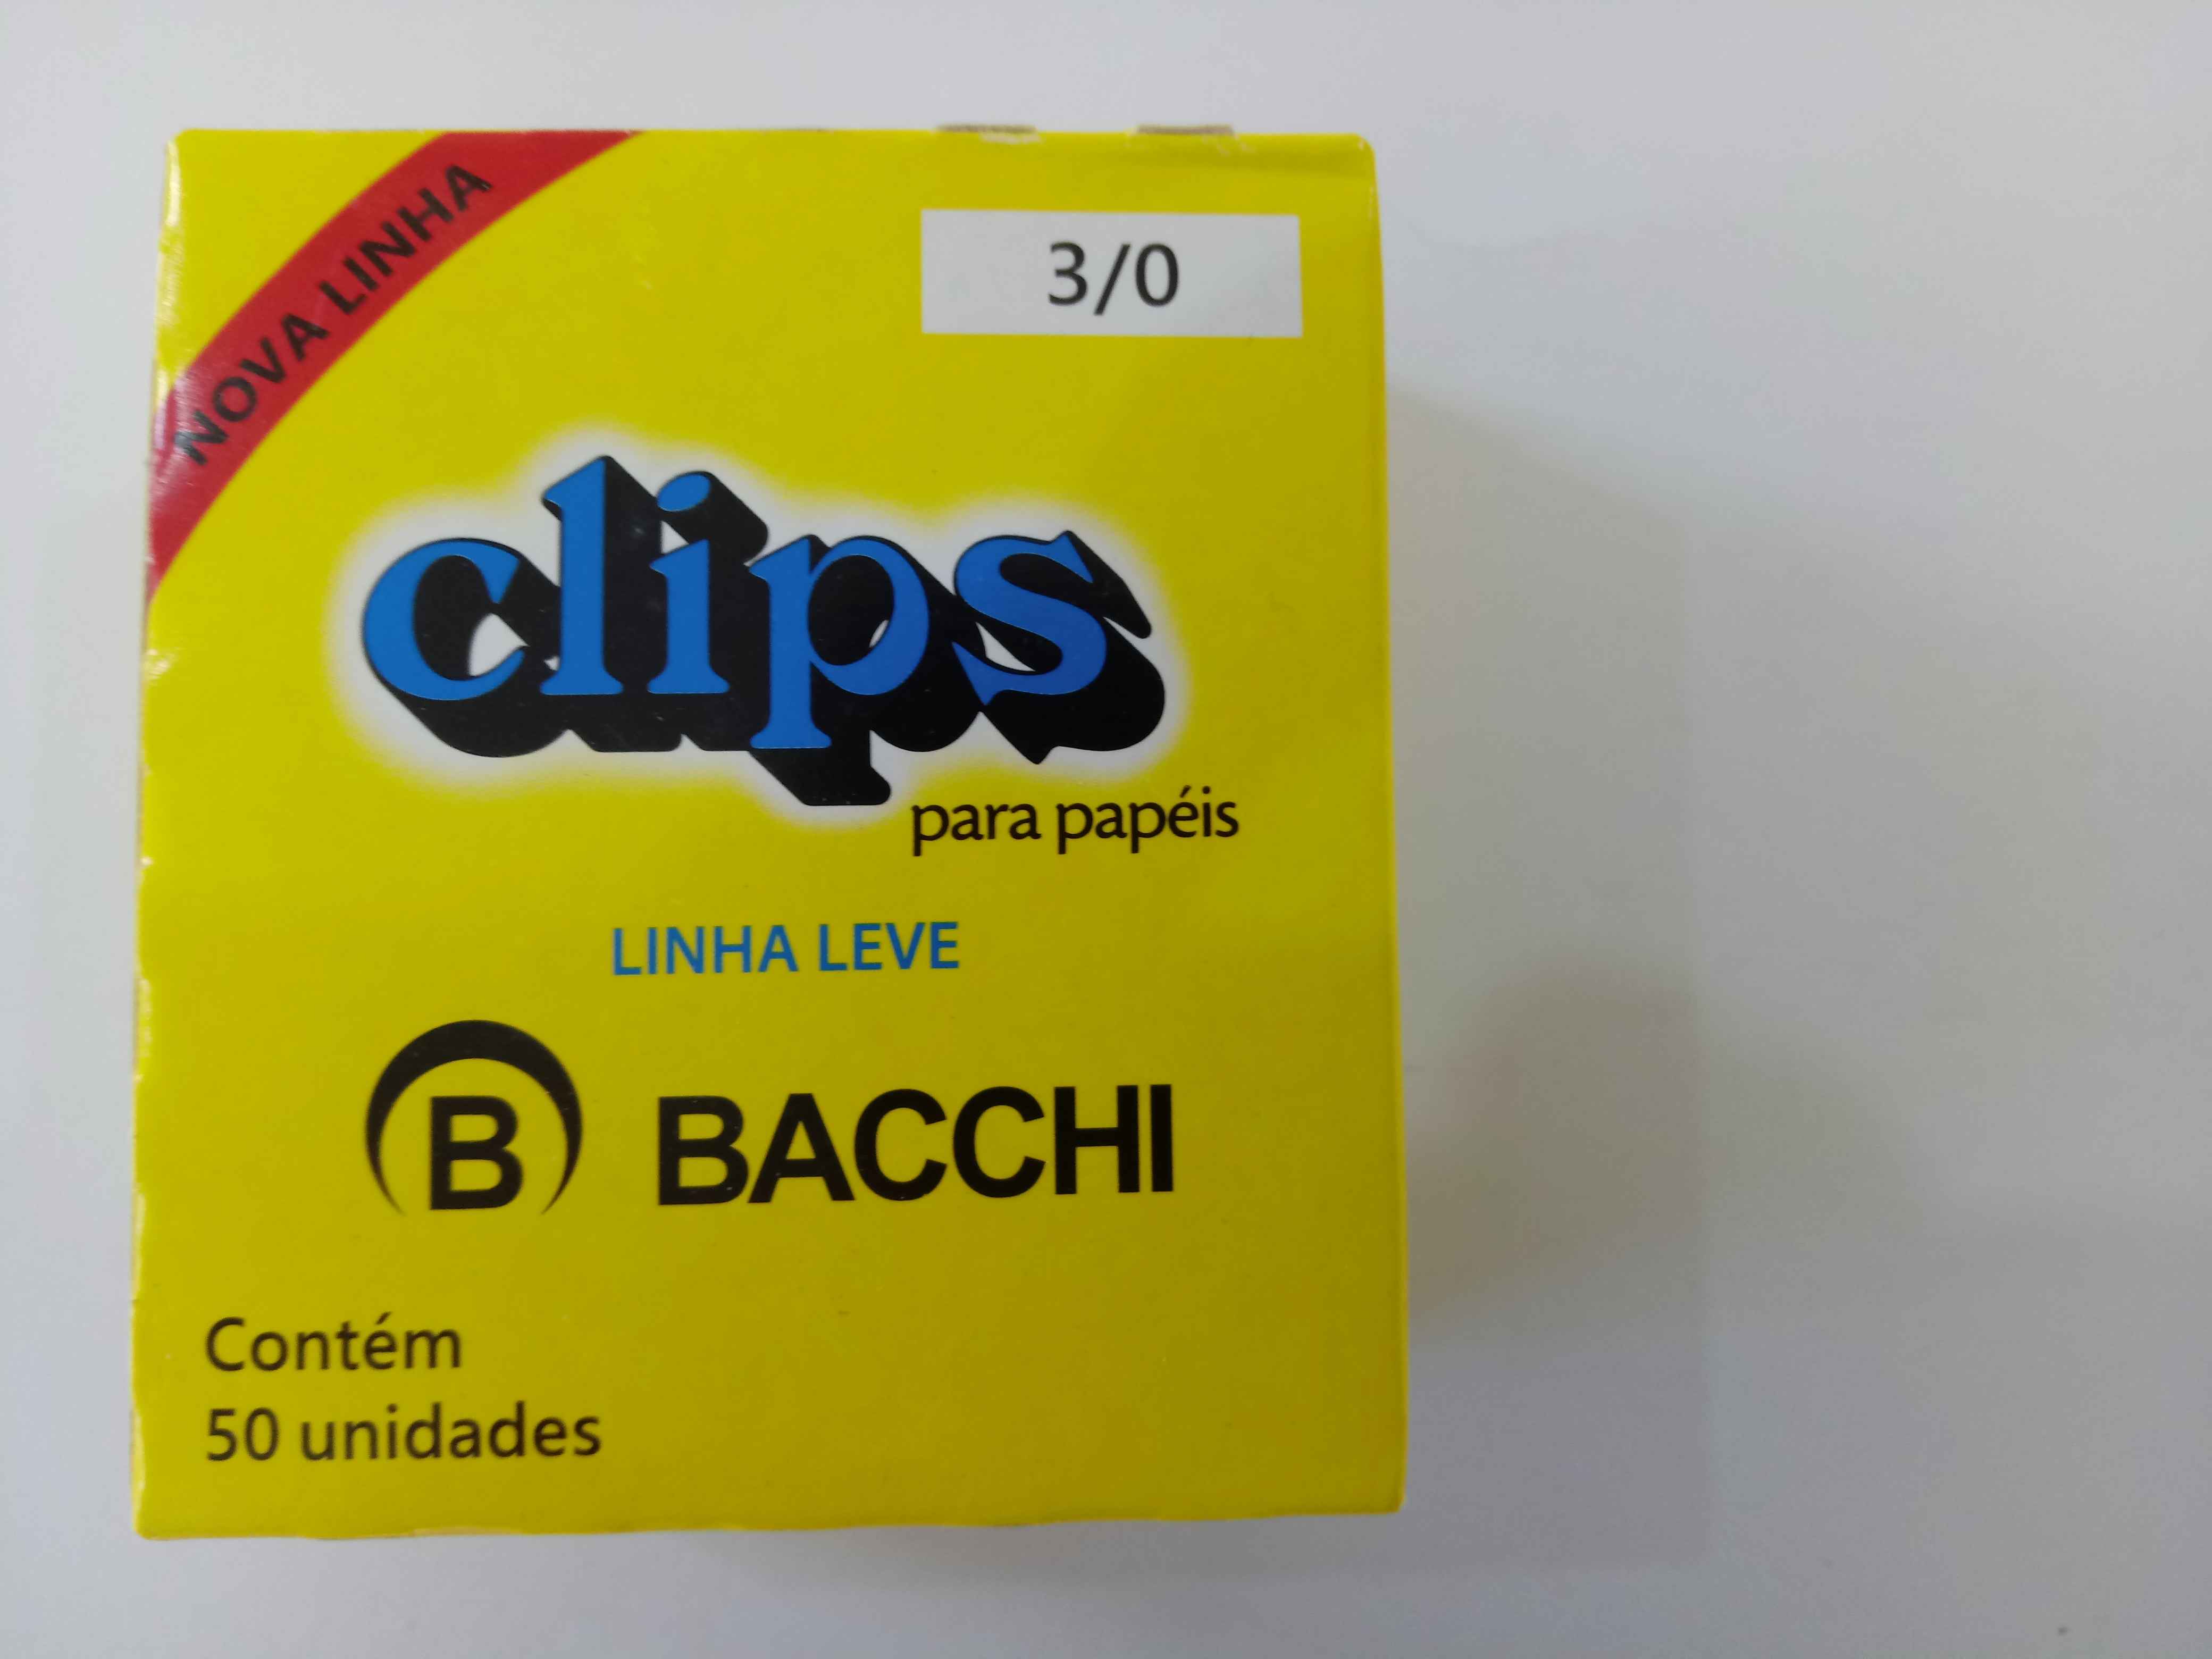 NOVA LINHA
3/0
clips
para papéis
LINHA LEVE
B BACCHI
Contém
50 unidades